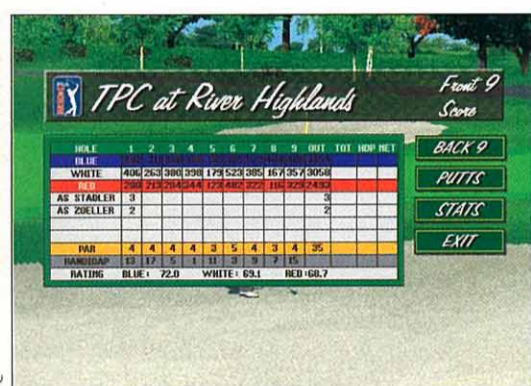 TPC at River Highlands
Front 9
Score
HOLE 1 2 3 4 5 6 7 8 9 OUT TOT HDP NET
BLUE
WHITE 406 263 380 398 179 523 385 167 357 3058
RED 213 284 344 123 482 322 116 329 2493
AS STADLER 3 3
AS ZOELLER 2 2
PAR 4 4 4 4 3 5 4 3 4 35
HANDICAP 13 17 5 1 11 3 9 7 15
RATING BLUE: 72.0 WHITE: 69.1 RED: 68.7
BACK 9
PUTTS
STATS
EXIT